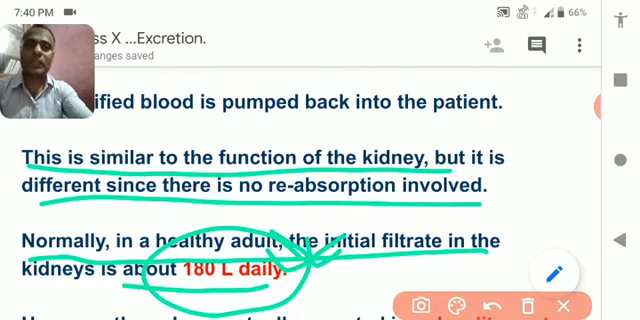 7:40 PM
66%
ss X ...Excretion.
anges saved
ified blood is pumped back into the patient.
This is similar to the function of the kidney, but it is
different since there is no re-absorption involved.
Normally, in a healthy adult, the initial filtrate in the
kidneys is about 180 L daily.